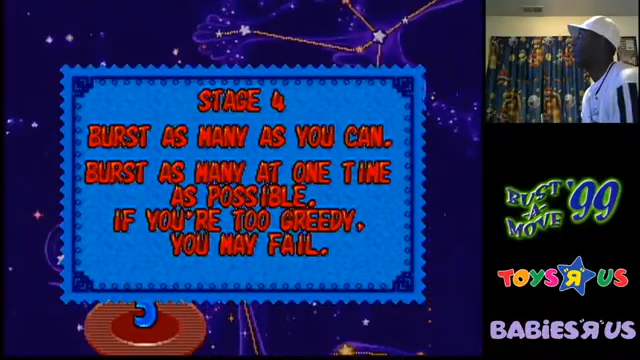 STAGE 4
BURST AS MANY AS YOU CAN.
BURST AS MANY AT ONE TIME
AS POSSIBLE.
IF YOU'RE TOO GREEDY,
YOU MAY FAIL.
3
BUST
-A-
MOVE
'99
TOYS "R" US
BABIES "R" US